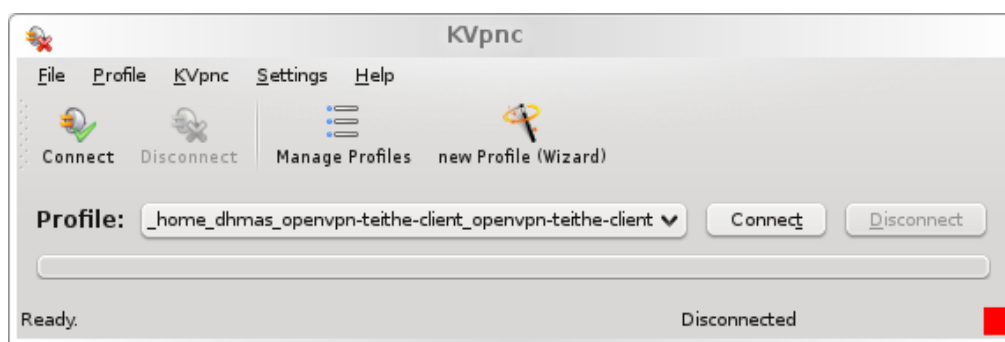 KVpnc
File Profile KVpnc Settings Help
Connect Disconnect Manage Profiles new Profile (Wizard)
Profile: _home_dhmas_openvpn-teithe-client_openvpn-teithe-client Connect Disconnect
Ready. Disconnected